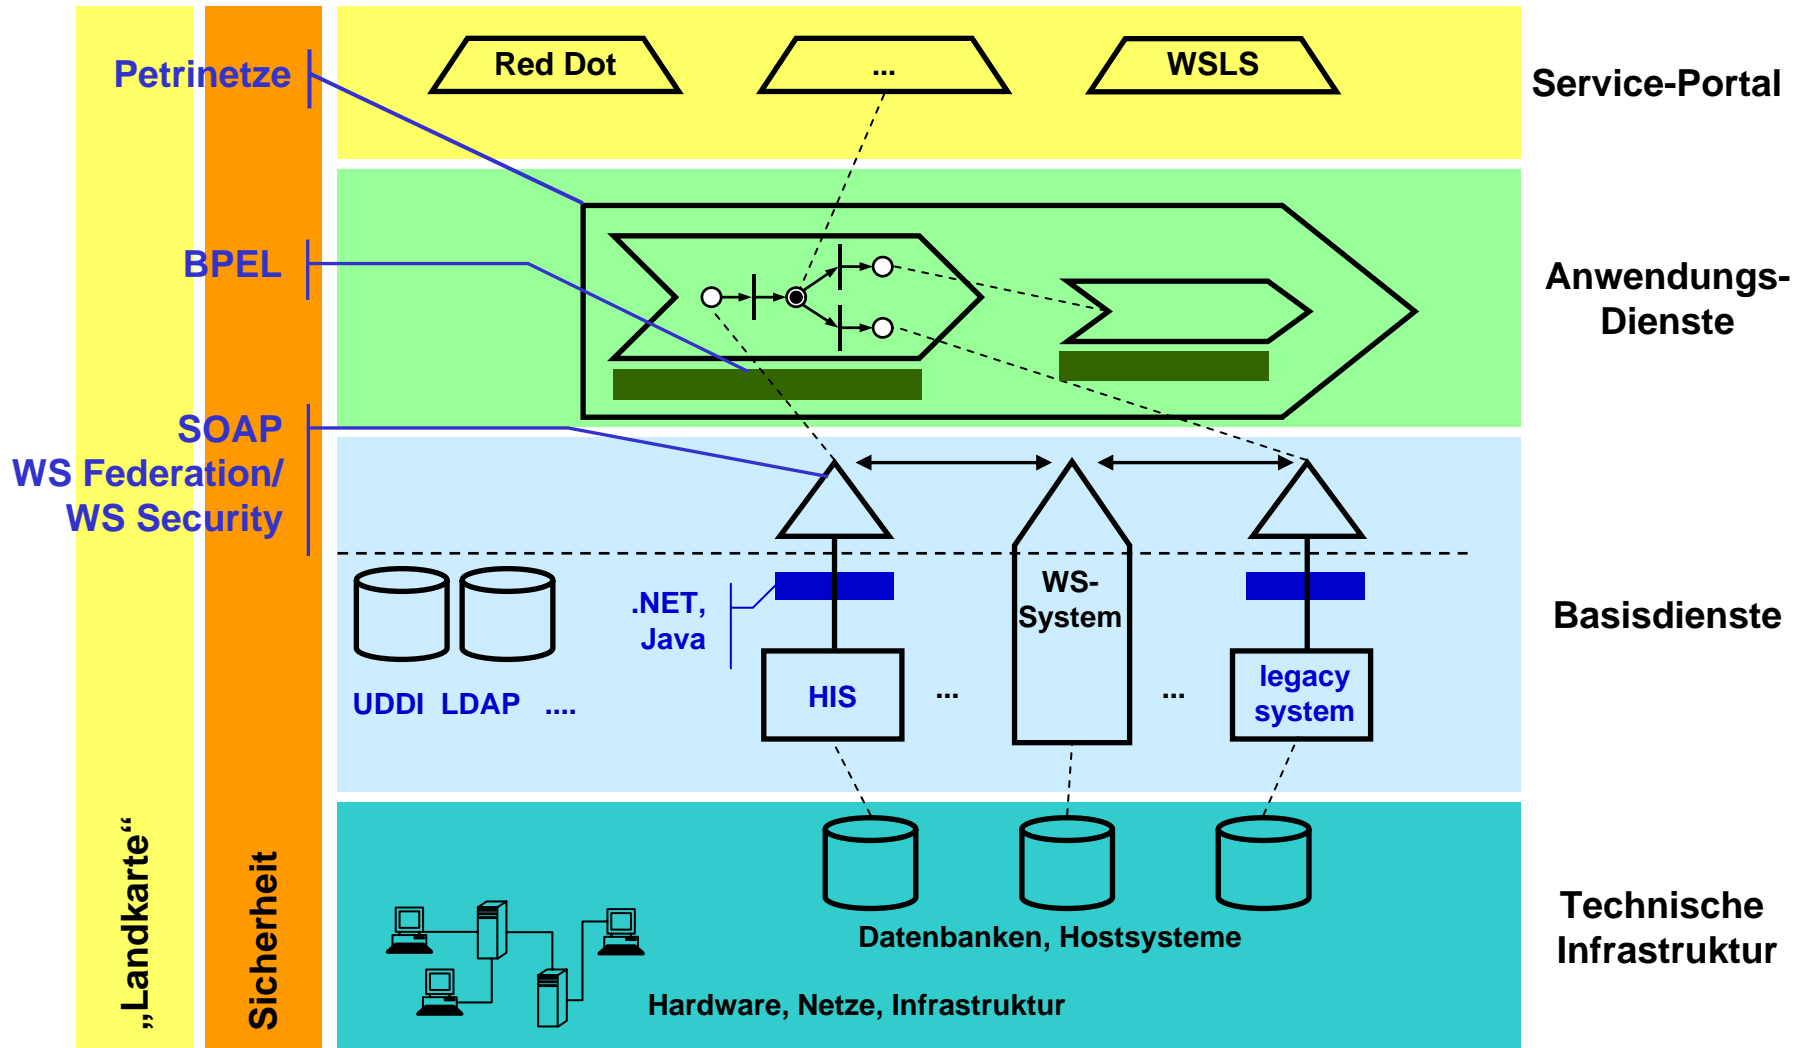 Red Dot
...
WSLS
Service-Portal
Petrinetze
BPEL
Anwendungs-
Dienste
SOAP
WS Federation/
WS Security
.NET,
Java
WS-
System
Basisdienste
UDDI LDAP ....
HIS
...
...
legacy
system
„Landkarte“
Sicherheit
Datenbanken, Hostsysteme
Hardware, Netze, Infrastruktur
Technische
Infrastruktur